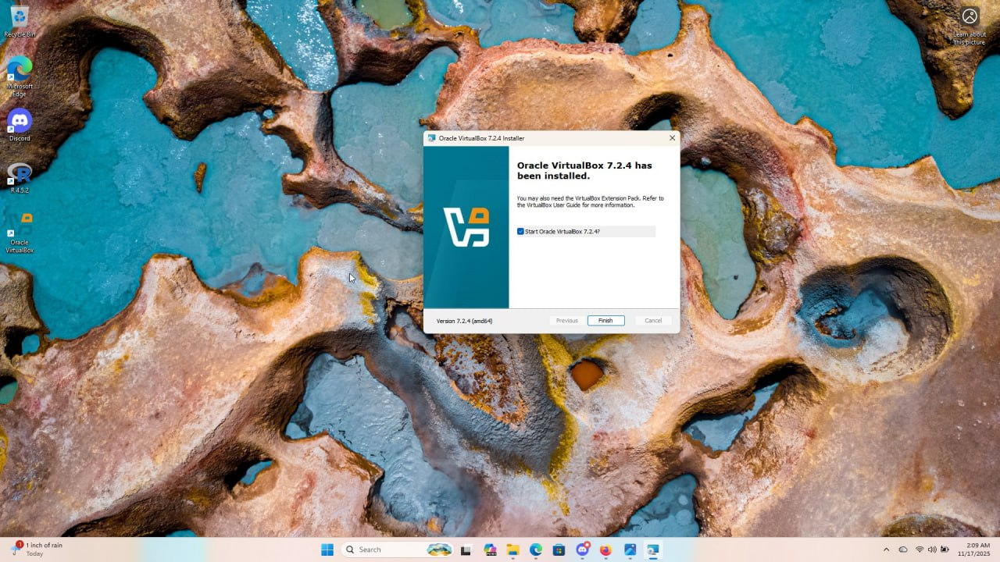 Recycle Bin
Microsoft
Edge
Discord
R 4.5.2
Oracle
VirtualBox
Learn about
this picture
Oracle VirtualBox 7.2.4 Installer
Oracle VirtualBox 7.2.4 has
been installed.
You may also need the VirtualBox Extension Pack. Refer to
the VirtualBox User Guide for more information.
Start Oracle VirtualBox 7.2.4?
Version 7.2.4 (amd64)
Previous
Finish
Cancel
1
1 inch of rain
Today
Search
2:09 AM
11/17/2025